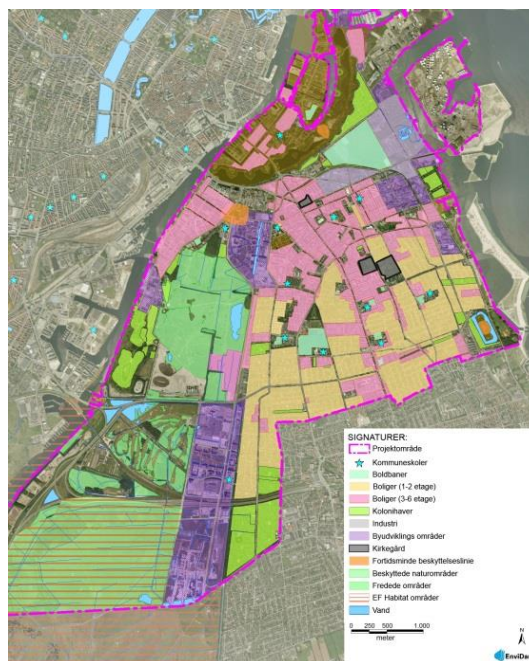 SIGNATURER:
Projektområde
Kommuneskoler
Boldbaner
Boliger (1-2 etage)
Boliger (3-6 etage)
Kolonihaver
Industri
Byudviklings områder
Kirkegård
Fortidsminde beskyttelseslinie
Beskyttede naturområder
Fredede områder
EF Habitat områder
Vand
0 250 500 1.000
meter
N